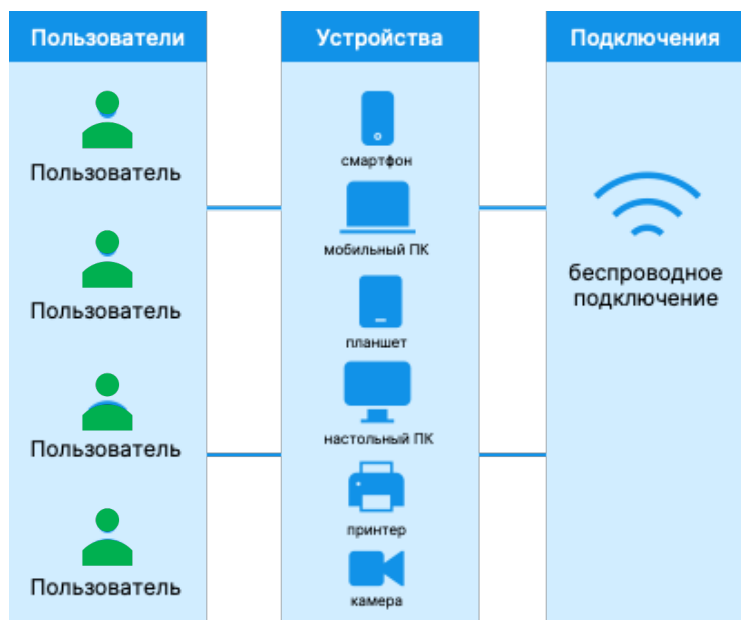 Пользователи
Пользователь
Пользователь
Пользователь
Пользователь
Устройства
смартфон
мобильный ПК
планшет
настольный ПК
принтер
камера
Подключения
беспроводное
подключение